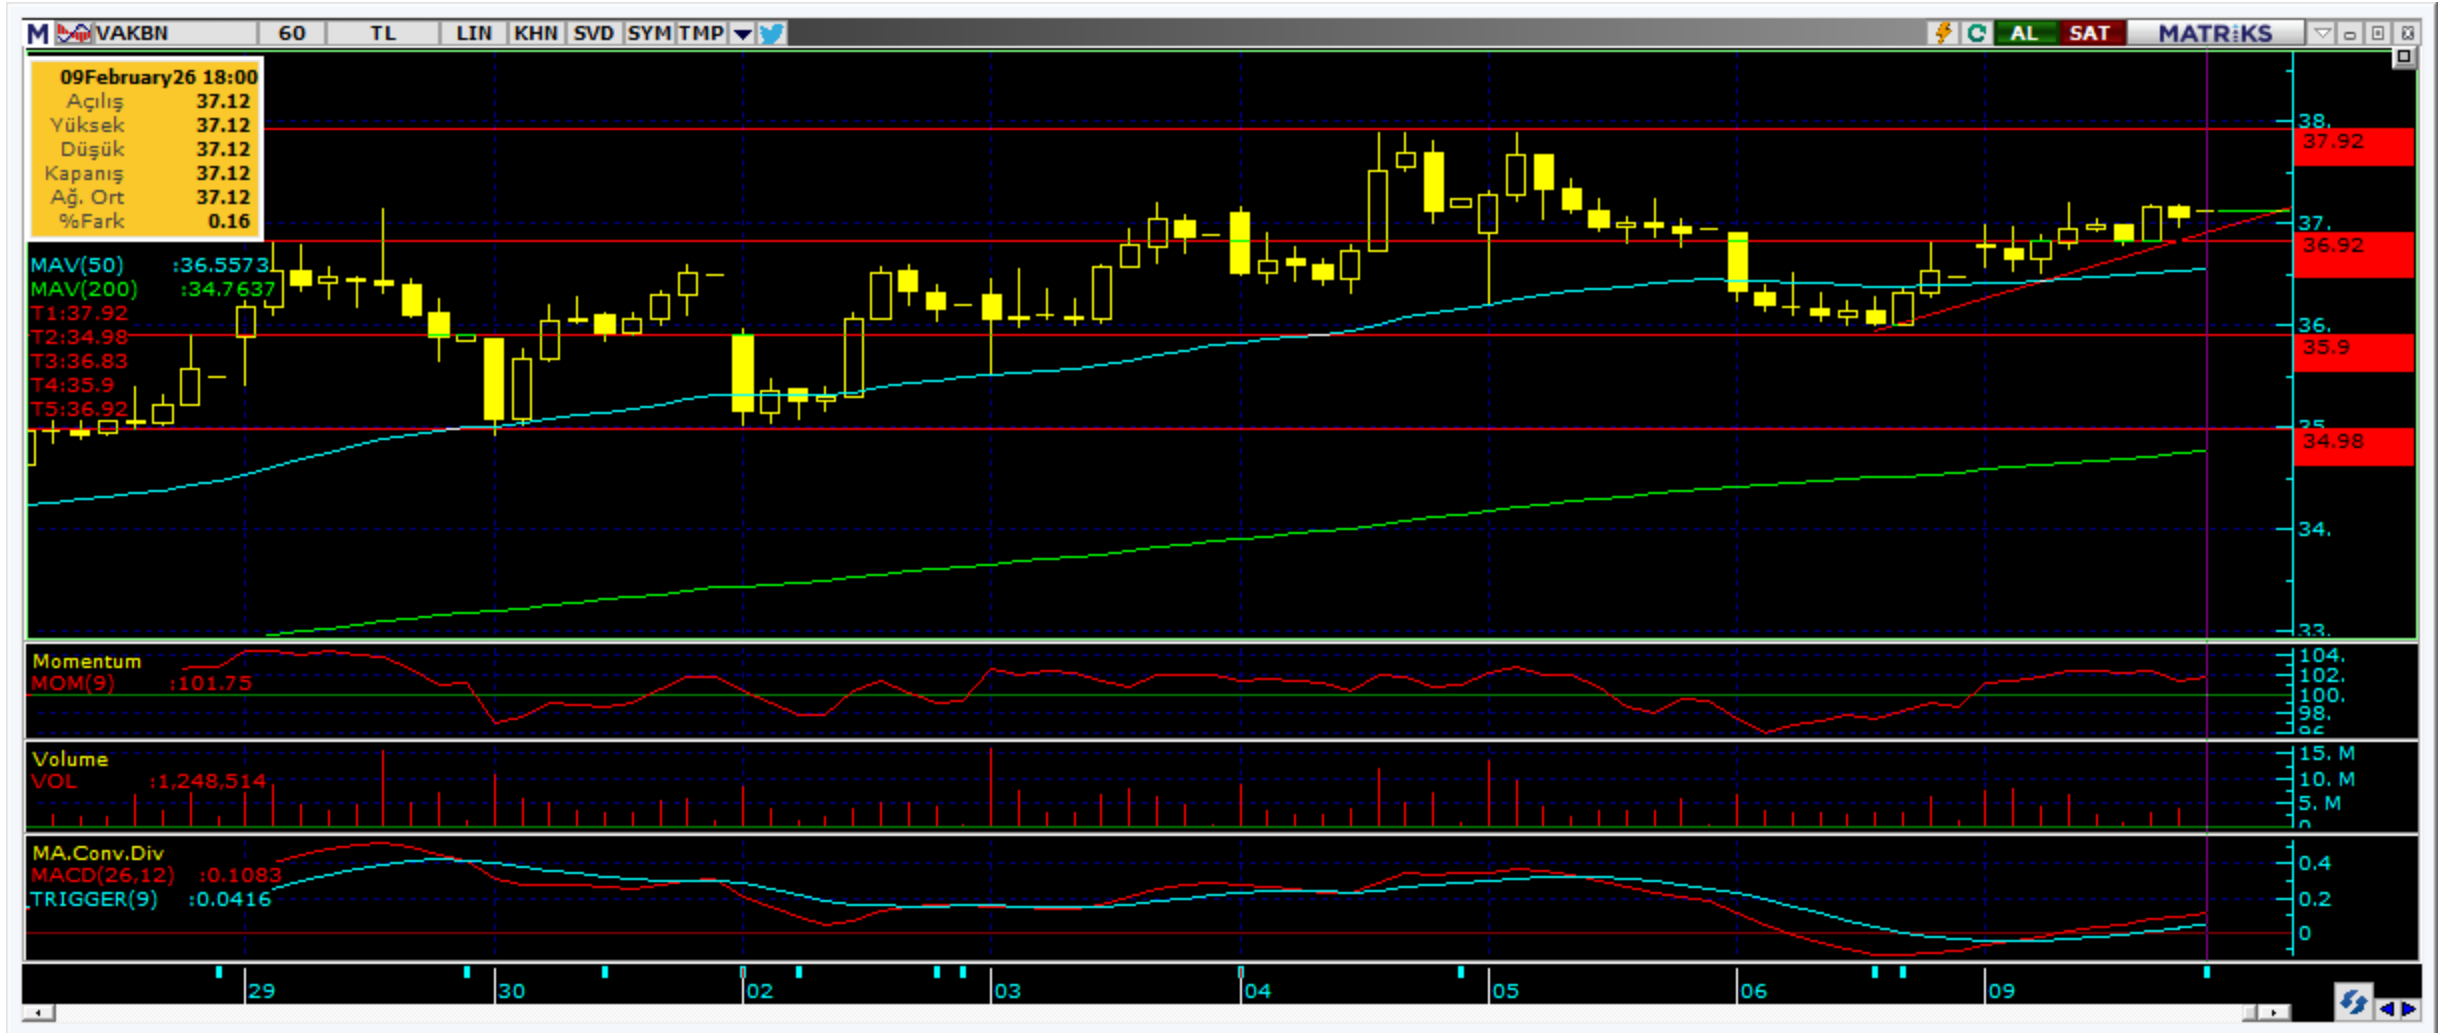 M VAKBN 60 TL LIN KHN SVD SYM TMP AL SAT MATRİKS
09February26 18:00
Açılış 37.12
Yüksek 37.12
Düşük 37.12
Kapanış 37.12
Ağ. Ort 37.12
%Fark 0.16
MAV(50) :36.5573
MAV(200) :34.7637
T1:37.92
T2:34.98
T3:36.83
T4:35.9
T5:36.92
38.
37.92
37.
36.92
36.
35.9
35
34.98
34.
33.
Momentum
MOM(9) :101.75
104.
102.
100.
98.
96
Volume
VOL :1,248,514
15. M
10. M
5. M
0
MA.Conv.Div
MACD(26,12) :0.1083
TRIGGER(9) :0.0416
0.4
0.2
0
29 30 02 03 04 05 06 09